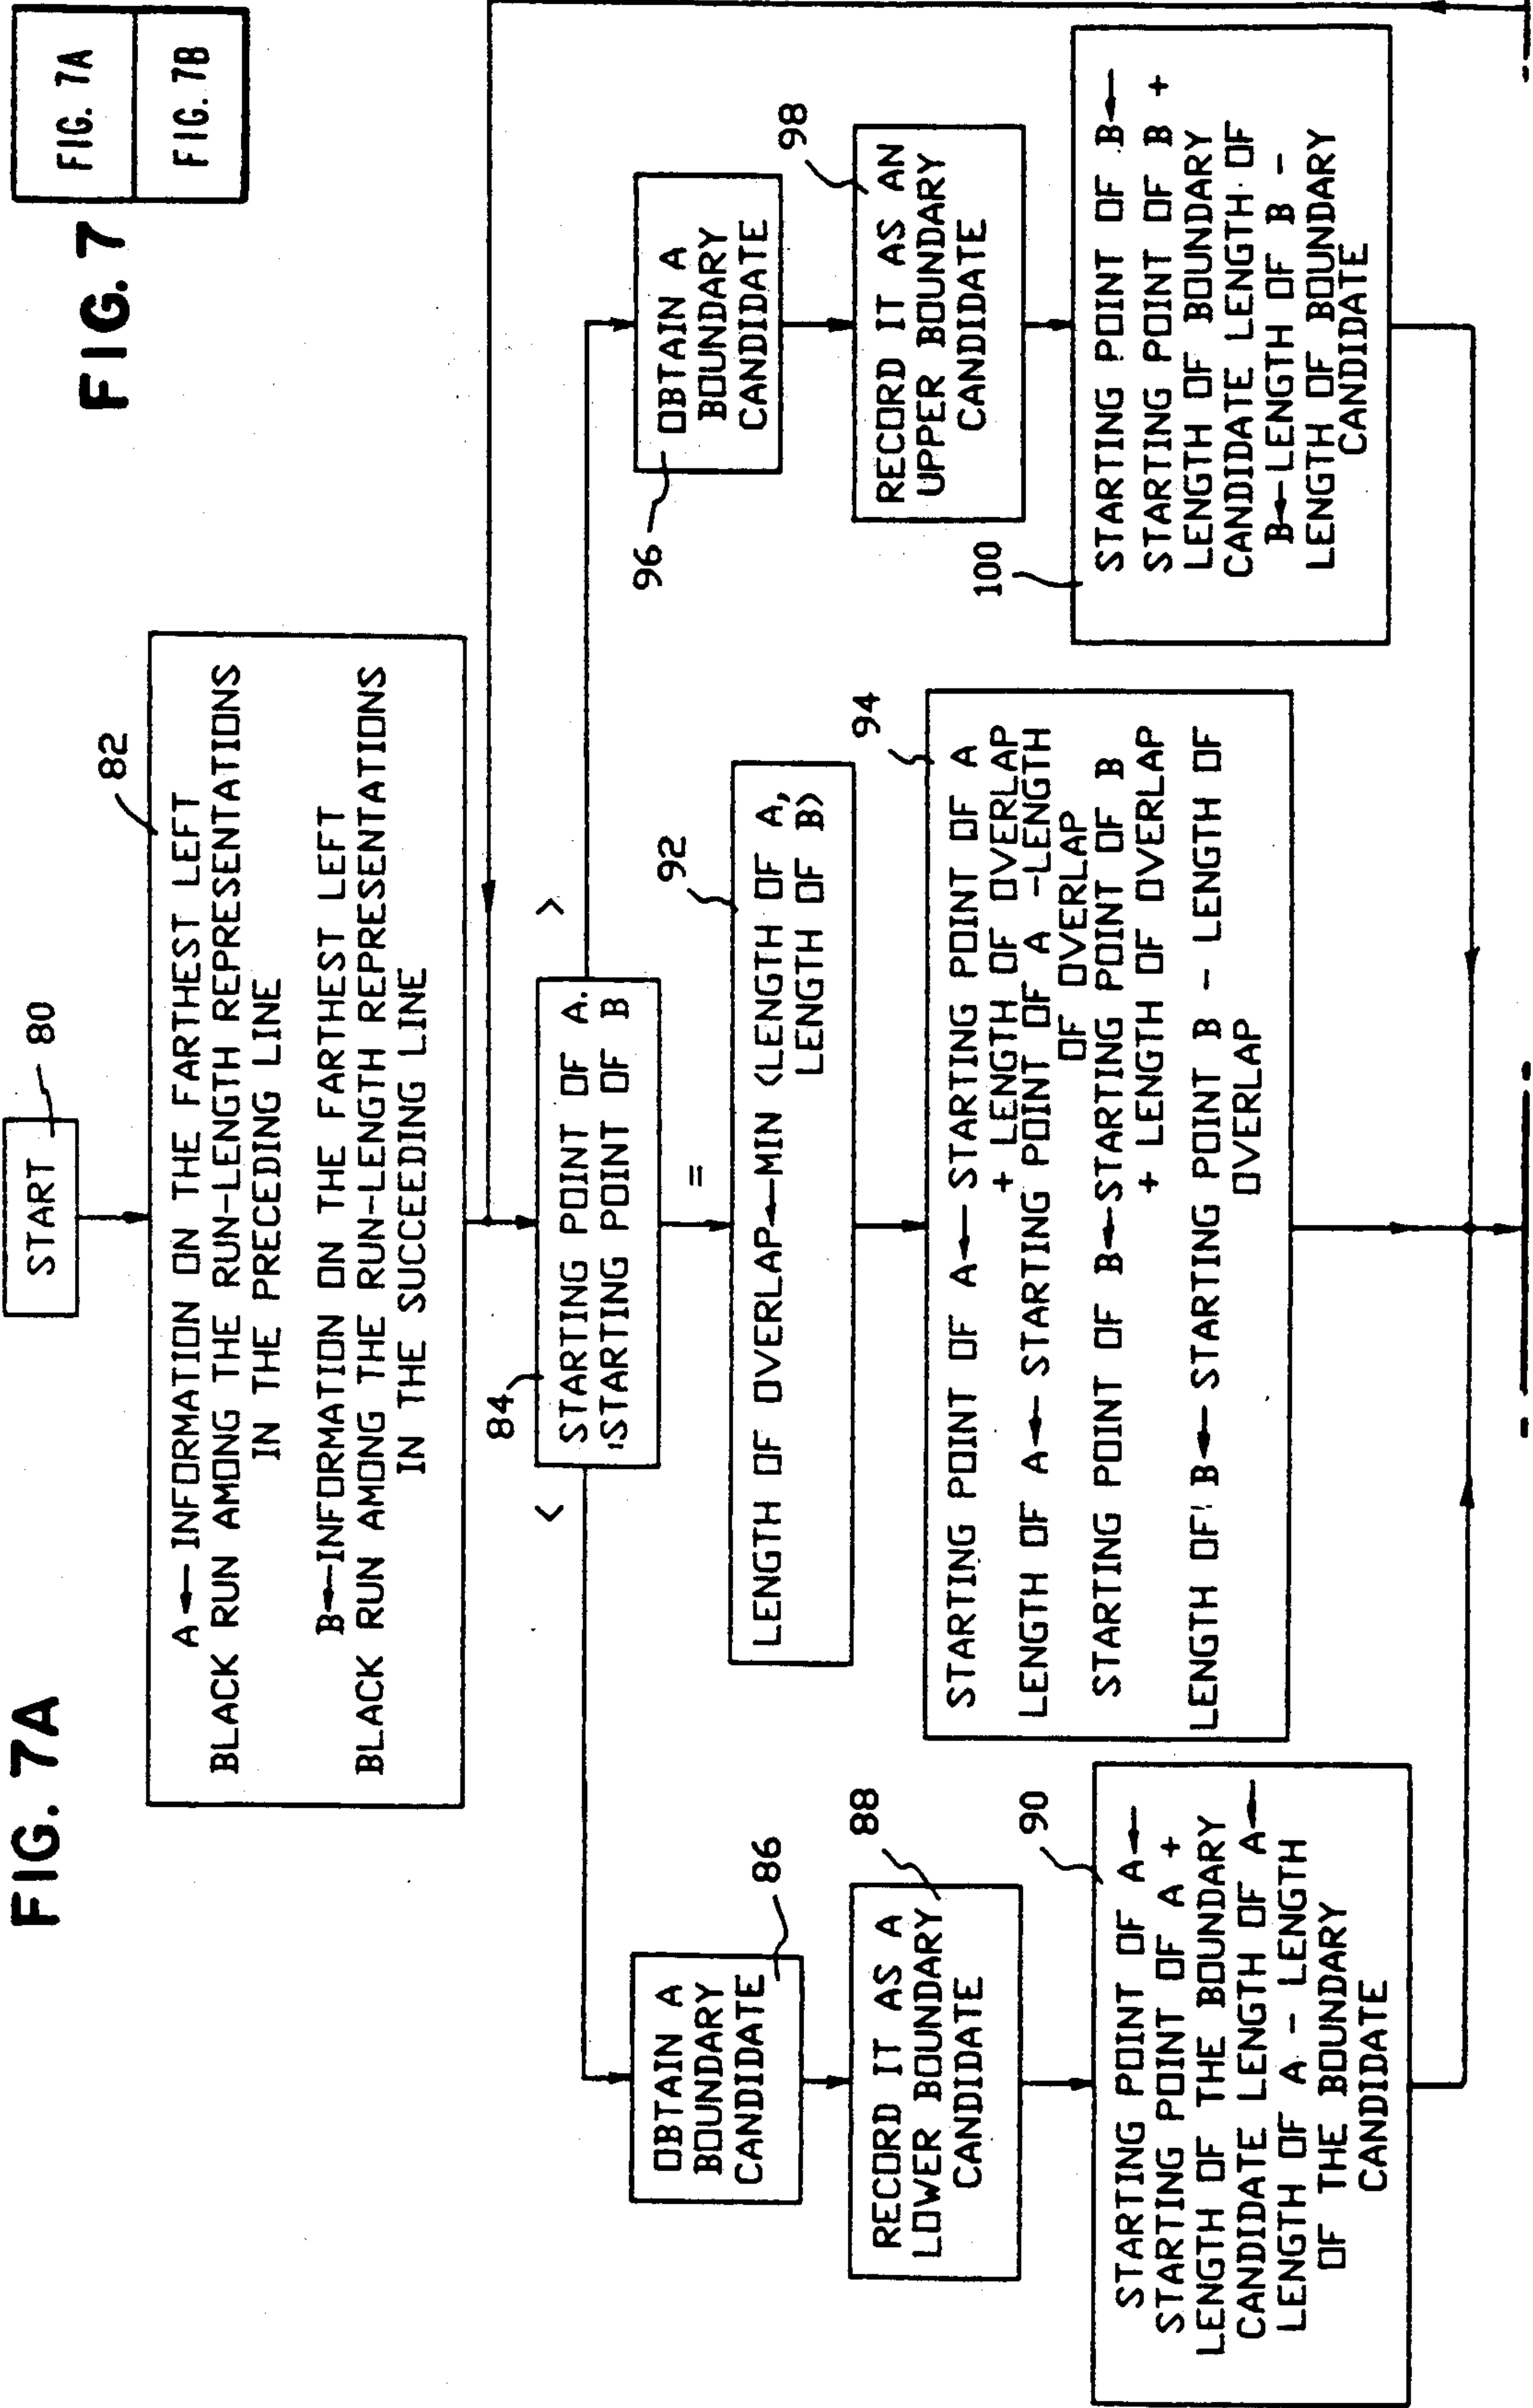 FIG. 7A
FIG. 7
FIG. 7A
FIG. 7B
START
80
82
A ← INFORMATION ON THE FARTHEST LEFT
BLACK RUN AMONG THE RUN-LENGTH REPRESENTATIONS
IN THE PRECEDING LINE
B←INFORMATION ON THE FARTHEST LEFT
BLACK RUN AMONG THE RUN-LENGTH REPRESENTATIONS
IN THE SUCCEEDING LINE
84
STARTING POINT OF A:
STARTING POINT OF B
<
=
>
OBTAIN A
BOUNDARY
CANDIDATE
86
RECORD IT AS A
LOWER BOUNDARY
CANDIDATE
88
90
STARTING POINT OF A←
STARTING POINT OF A +
LENGTH OF THE BOUNDARY
CANDIDATE LENGTH OF A←
LENGTH OF A - LENGTH
OF THE BOUNDARY
CANDIDATE
92
LENGTH OF OVERLAP←MIN <LENGTH OF A,
LENGTH OF B>
94
STARTING POINT OF A← STARTING POINT OF A
+ LENGTH OF OVERLAP
LENGTH OF A← STARTING POINT OF A -LENGTH
OF OVERLAP
STARTING POINT OF B←STARTING POINT OF B
+ LENGTH OF OVERLAP
LENGTH OF B← STARTING POINT B - LENGTH OF
OVERLAP
96
OBTAIN A
BOUNDARY
CANDIDATE
98
RECORD IT AS AN
UPPER BOUNDARY
CANDIDATE
100
STARTING POINT OF B←
STARTING POINT OF B +
LENGTH OF BOUNDARY
CANDIDATE LENGTH OF
B← LENGTH OF B -
LENGTH OF BOUNDARY
CANDIDATE